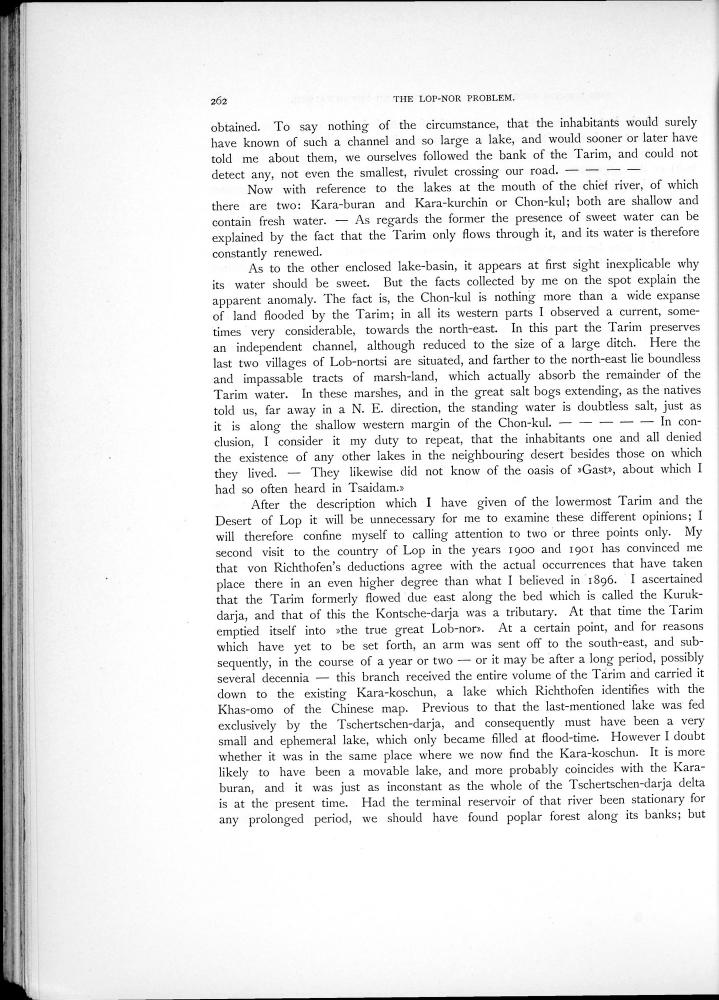 262
THE LOP-NOR PROBLEM.
obtained. To say nothing of the circumstance, that the inhabitants would surely
have known of such a channel and so large a lake, and would sooner or later have
told me about them, we ourselves followed the bank of the Tarim, and could not
detect any, not even the smallest, rivulet crossing our road. — — — —
Now with reference to the lakes at the mouth of the chief river, of which
there are two: Kara-buran and Kara-kurchin or Chon-kul; both are shallow and
contain fresh water. — As regards the former the presence of sweet water can be
explained by the fact that the Tarim only flows through it, and its water is therefore
constantly renewed.
As to the other enclosed lake-basin, it appears at first sight inexplicable why
its water should be sweet. But the facts collected by me on the spot explain the
apparent anomaly. The fact is, the Chon-kul is nothing more than a wide expanse
of land flooded by the Tarim; in all its western parts I observed a current, some-
times very considerable, towards the north-east. In this part the Tarim preserves
an independent channel, although reduced to the size of a large ditch. Here the
last two villages of Lob-nortsi are situated, and farther to the north-east lie boundless
and impassable tracts of marsh-land, which actually absorb the remainder of the
Tarim water. In these marshes, and in the great salt bogs extending, as the natives
told us, far away in a N. E. direction, the standing water is doubtless salt, just as
it is along the shallow western margin of the Chon-kul. — — — — — In con-
clusion, I consider it my duty to repeat, that the inhabitants one and all denied
the existence of any other lakes in the neighbouring desert besides those on which
they lived. — They likewise did not know of the oasis of »Gast», about which I
had so often heard in Tsaidam.»
After the description which I have given of the lowermost Tarim and the
Desert of Lop it will be unnecessary for me to examine these different opinions; I
will therefore confine myself to calling attention to two or three points only. My
second visit to the country of Lop in the years 1900 and 1901 has convinced me
that von Richthofen's deductions agree with the actual occurrences that have taken
place there in an even higher degree than what I believed in 1896. I ascertained
that the Tarim formerly flowed due east along the bed which is called the Kuruk-
darja, and that of this the Kontsche-darja was a tributary. At that time the Tarim
emptied itself into »the true great Lob-nor». At a certain point, and for reasons
which have yet to be set forth, an arm was sent off to the south-east, and sub-
sequently, in the course of a year or two — or it may be after a long period, possibly
several decennia — this branch received the entire volume of the Tarim and carried it
down to the existing Kara-koschun, a lake which Richthofen identifies with the
Khas-omo of the Chinese map. Previous to that the last-mentioned lake was fed
exclusively by the Tschertschen-darja, and consequently must have been a very
small and ephemeral lake, which only became filled at flood-time. However I doubt
whether it was in the same place where we now find the Kara-koschun. It is more
likely to have been a movable lake, and more probably coincides with the Kara-
buran, and it was just as inconstant as the whole of the Tschertschen-darja delta
is at the present time. Had the terminal reservoir of that river been stationary for
any prolonged period, we should have found poplar forest along its banks; but